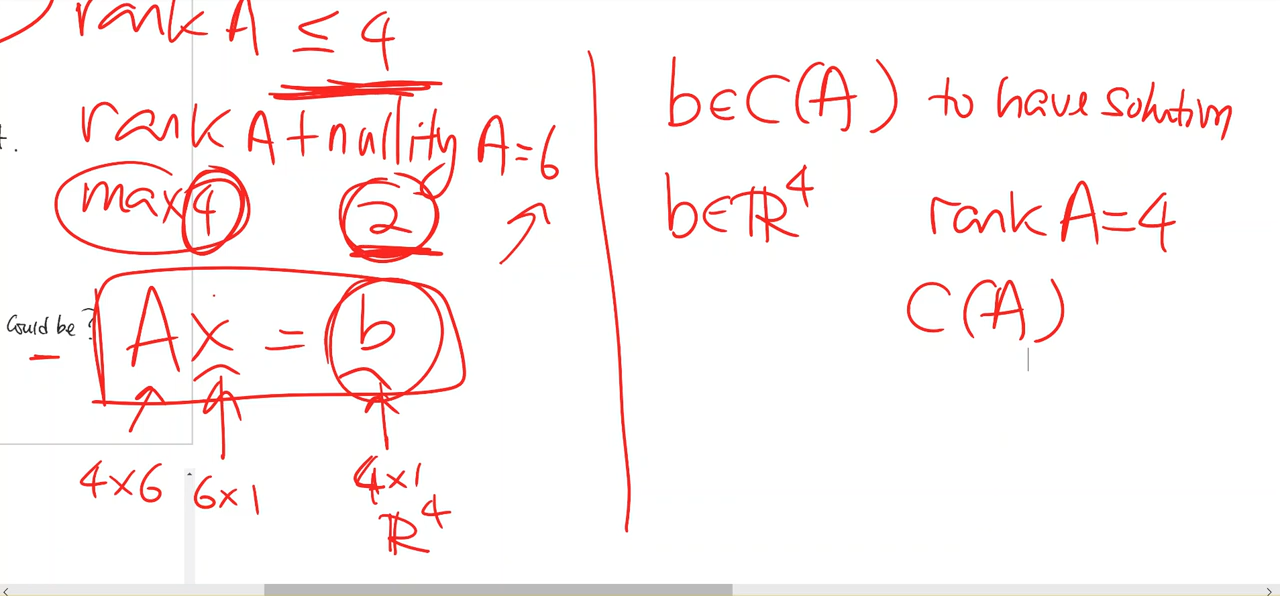 rank A ≤ 4
rank A + nullity A = 6
t.
max 4 2
Could be ?
Ax = b
4×6 6×1 4×1
ℝ⁴
b∈C(A) to have solution
b∈ℝ⁴ rank A = 4
C(A)